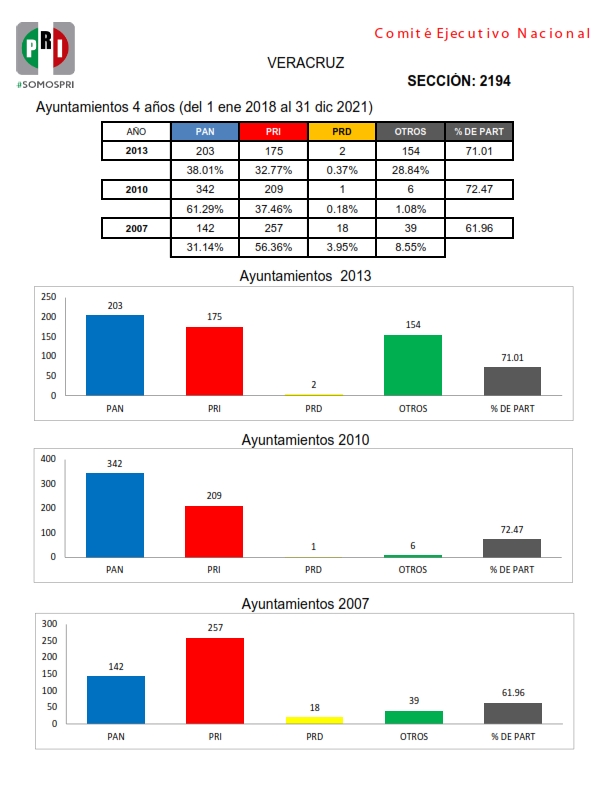 Comité Ejecutivo Nacional
PRI
#SOMOSPRI
VERACRUZ
SECCIÓN: 2194
Ayuntamientos 4 años (del 1 ene 2018 al 31 dic 2021)
AÑO PAN PRI PRD OTROS % DE PART
2013 203 175 2 154 71.01
38.01% 32.77% 0.37% 28.84%
2010 342 209 1 6 72.47
61.29% 37.46% 0.18% 1.08%
2007 142 257 18 39 61.96
31.14% 56.36% 3.95% 8.55%
Ayuntamientos 2013
250
200
150
100
50
0
203
175
2
154
71.01
PAN PRI PRD OTROS % DE PART
Ayuntamientos 2010
400
300
200
100
0
342
209
1
6
72.47
PAN PRI PRD OTROS % DE PART
Ayuntamientos 2007
300
250
200
150
100
50
0
142
257
18
39
61.96
PAN PRI PRD OTROS % DE PART